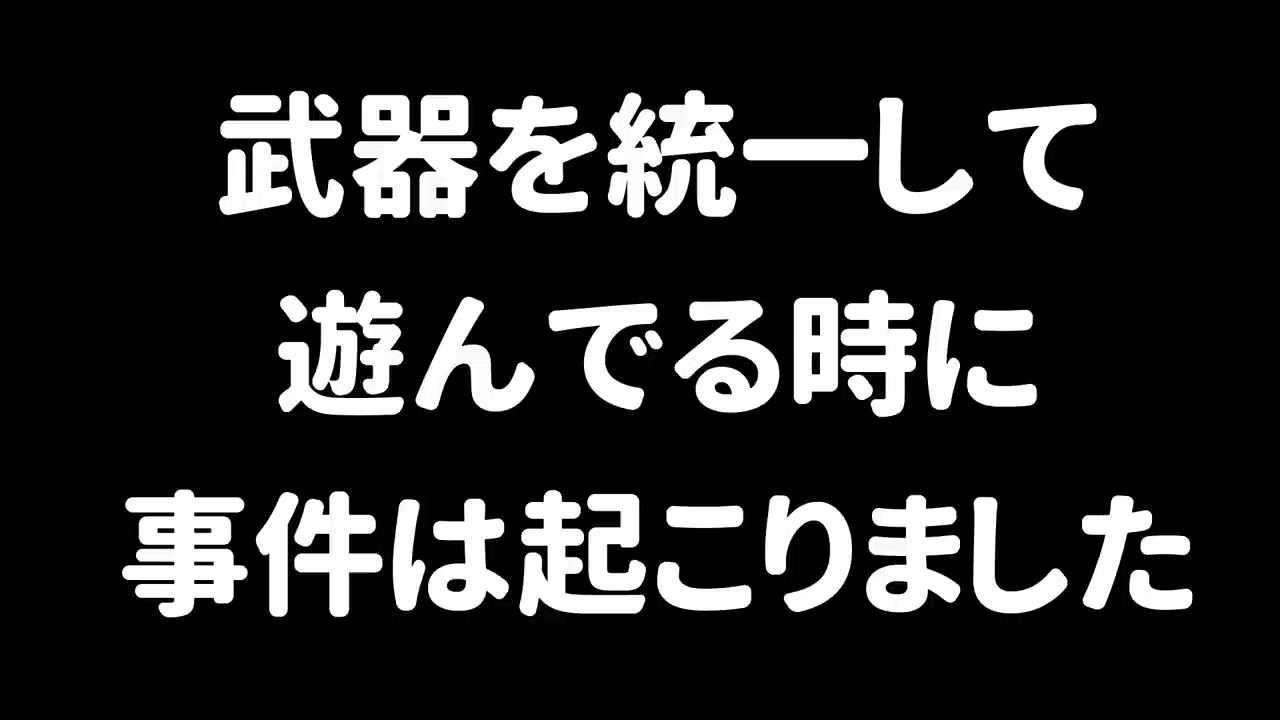 武器を統一して
遊んでる時に
事件は起こりました